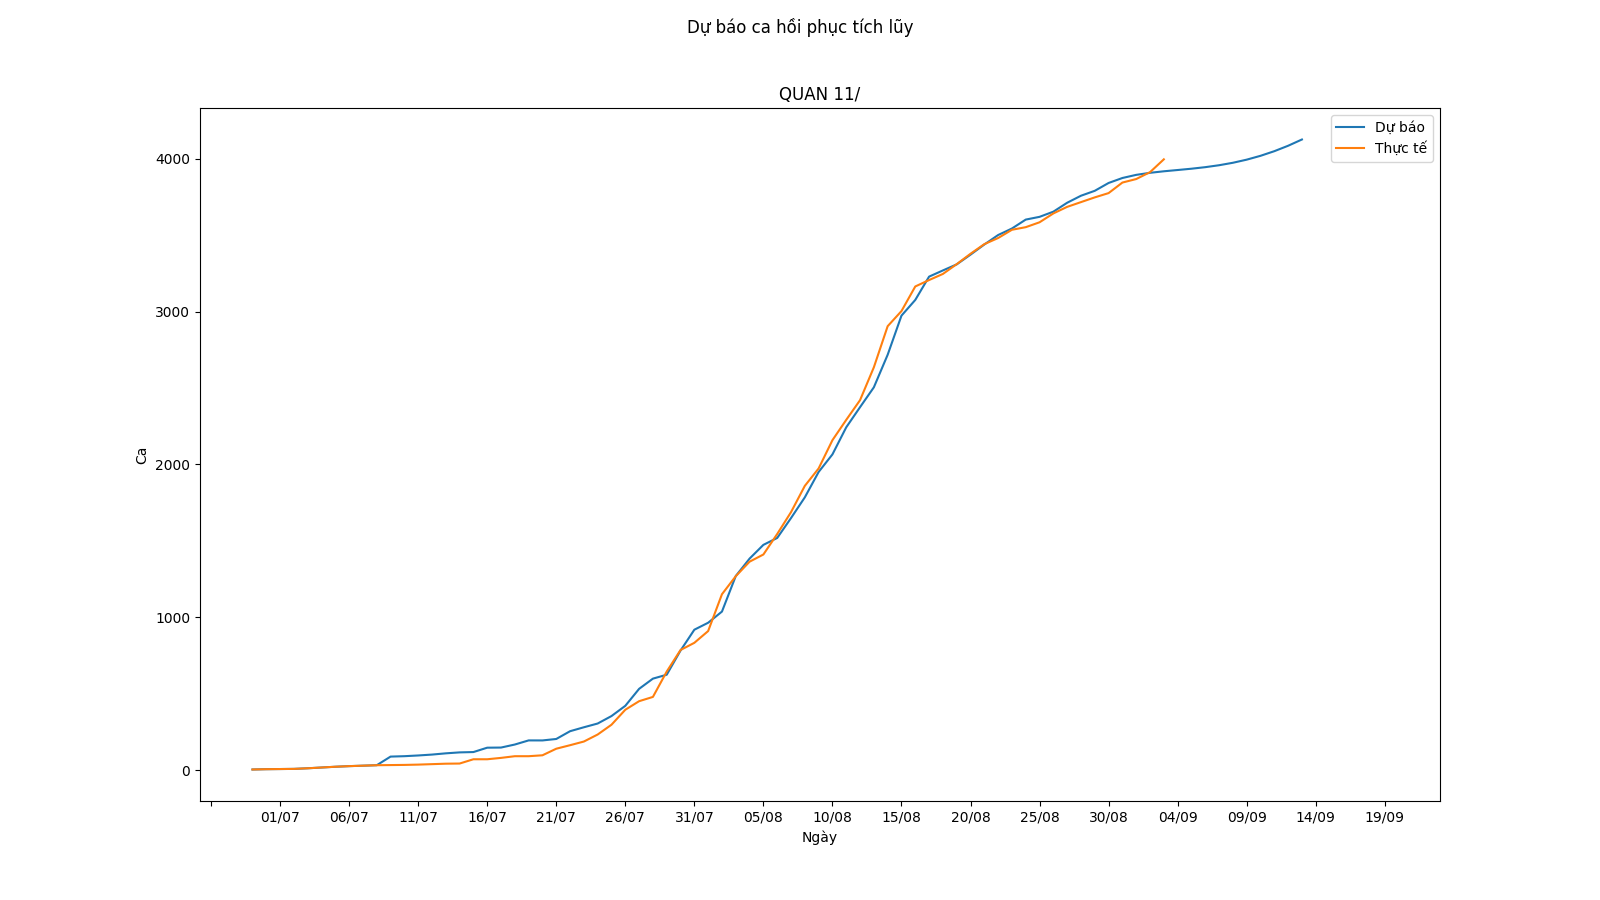 Dự báo ca hồi phục tích lũy
QUAN 11/
Dự báo
Thực tế
4000
3000
2000
1000
0
Ca
01/07 06/07 11/07 16/07 21/07 26/07 31/07 05/08 10/08 15/08 20/08 25/08 30/08 04/09 09/09 14/09 19/09
Ngày